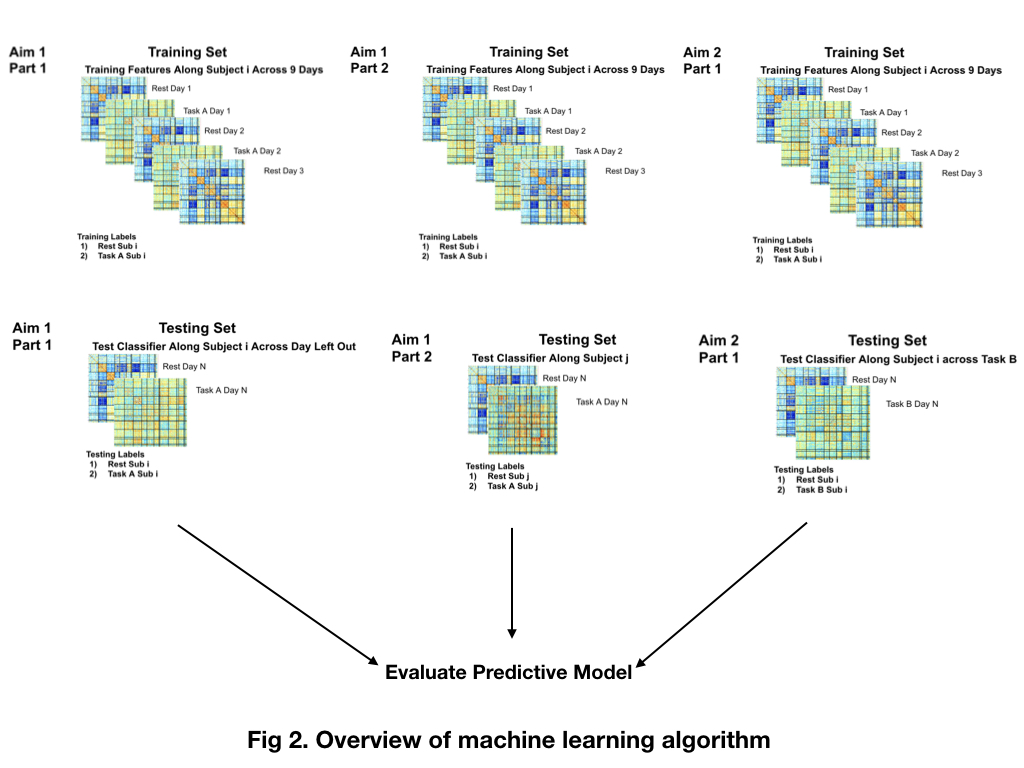 Aim 1
Part 1
Training Set
Training Features Along Subject i Across 9 Days
Rest Day 1
Task A Day 1
Rest Day 2
Task A Day 2
Rest Day 3
Training Labels
1) Rest Sub i
2) Task A Sub i
Aim 1
Part 2
Training Set
Training Features Along Subject i Across 9 Days
Rest Day 1
Task A Day 1
Rest Day 2
Task A Day 2
Rest Day 3
Training Labels
1) Rest Sub i
2) Task A Sub i
Aim 2
Part 1
Training Set
Training Features Along Subject i Across 9 Days
Rest Day 1
Task A Day 1
Rest Day 2
Task A Day 2
Rest Day 3
Training Labels
1) Rest Sub i
2) Task A Sub i
Aim 1
Part 1
Testing Set
Test Classifier Along Subject i Across Day Left Out
Rest Day N
Task A Day N
Testing Labels
1) Rest Sub i
2) Task A Sub i
Aim 1
Part 2
Testing Set
Test Classifier Along Subject j
Rest Day N
Task A Day N
Testing Labels
1) Rest Sub j
2) Task A Sub j
Aim 2
Part 1
Testing Set
Test Classifier Along Subject i across Task B
Rest Day N
Task B Day N
Testing Labels
1) Rest Sub i
2) Task B Sub i
Evaluate Predictive Model
Fig 2. Overview of machine learning algorithm